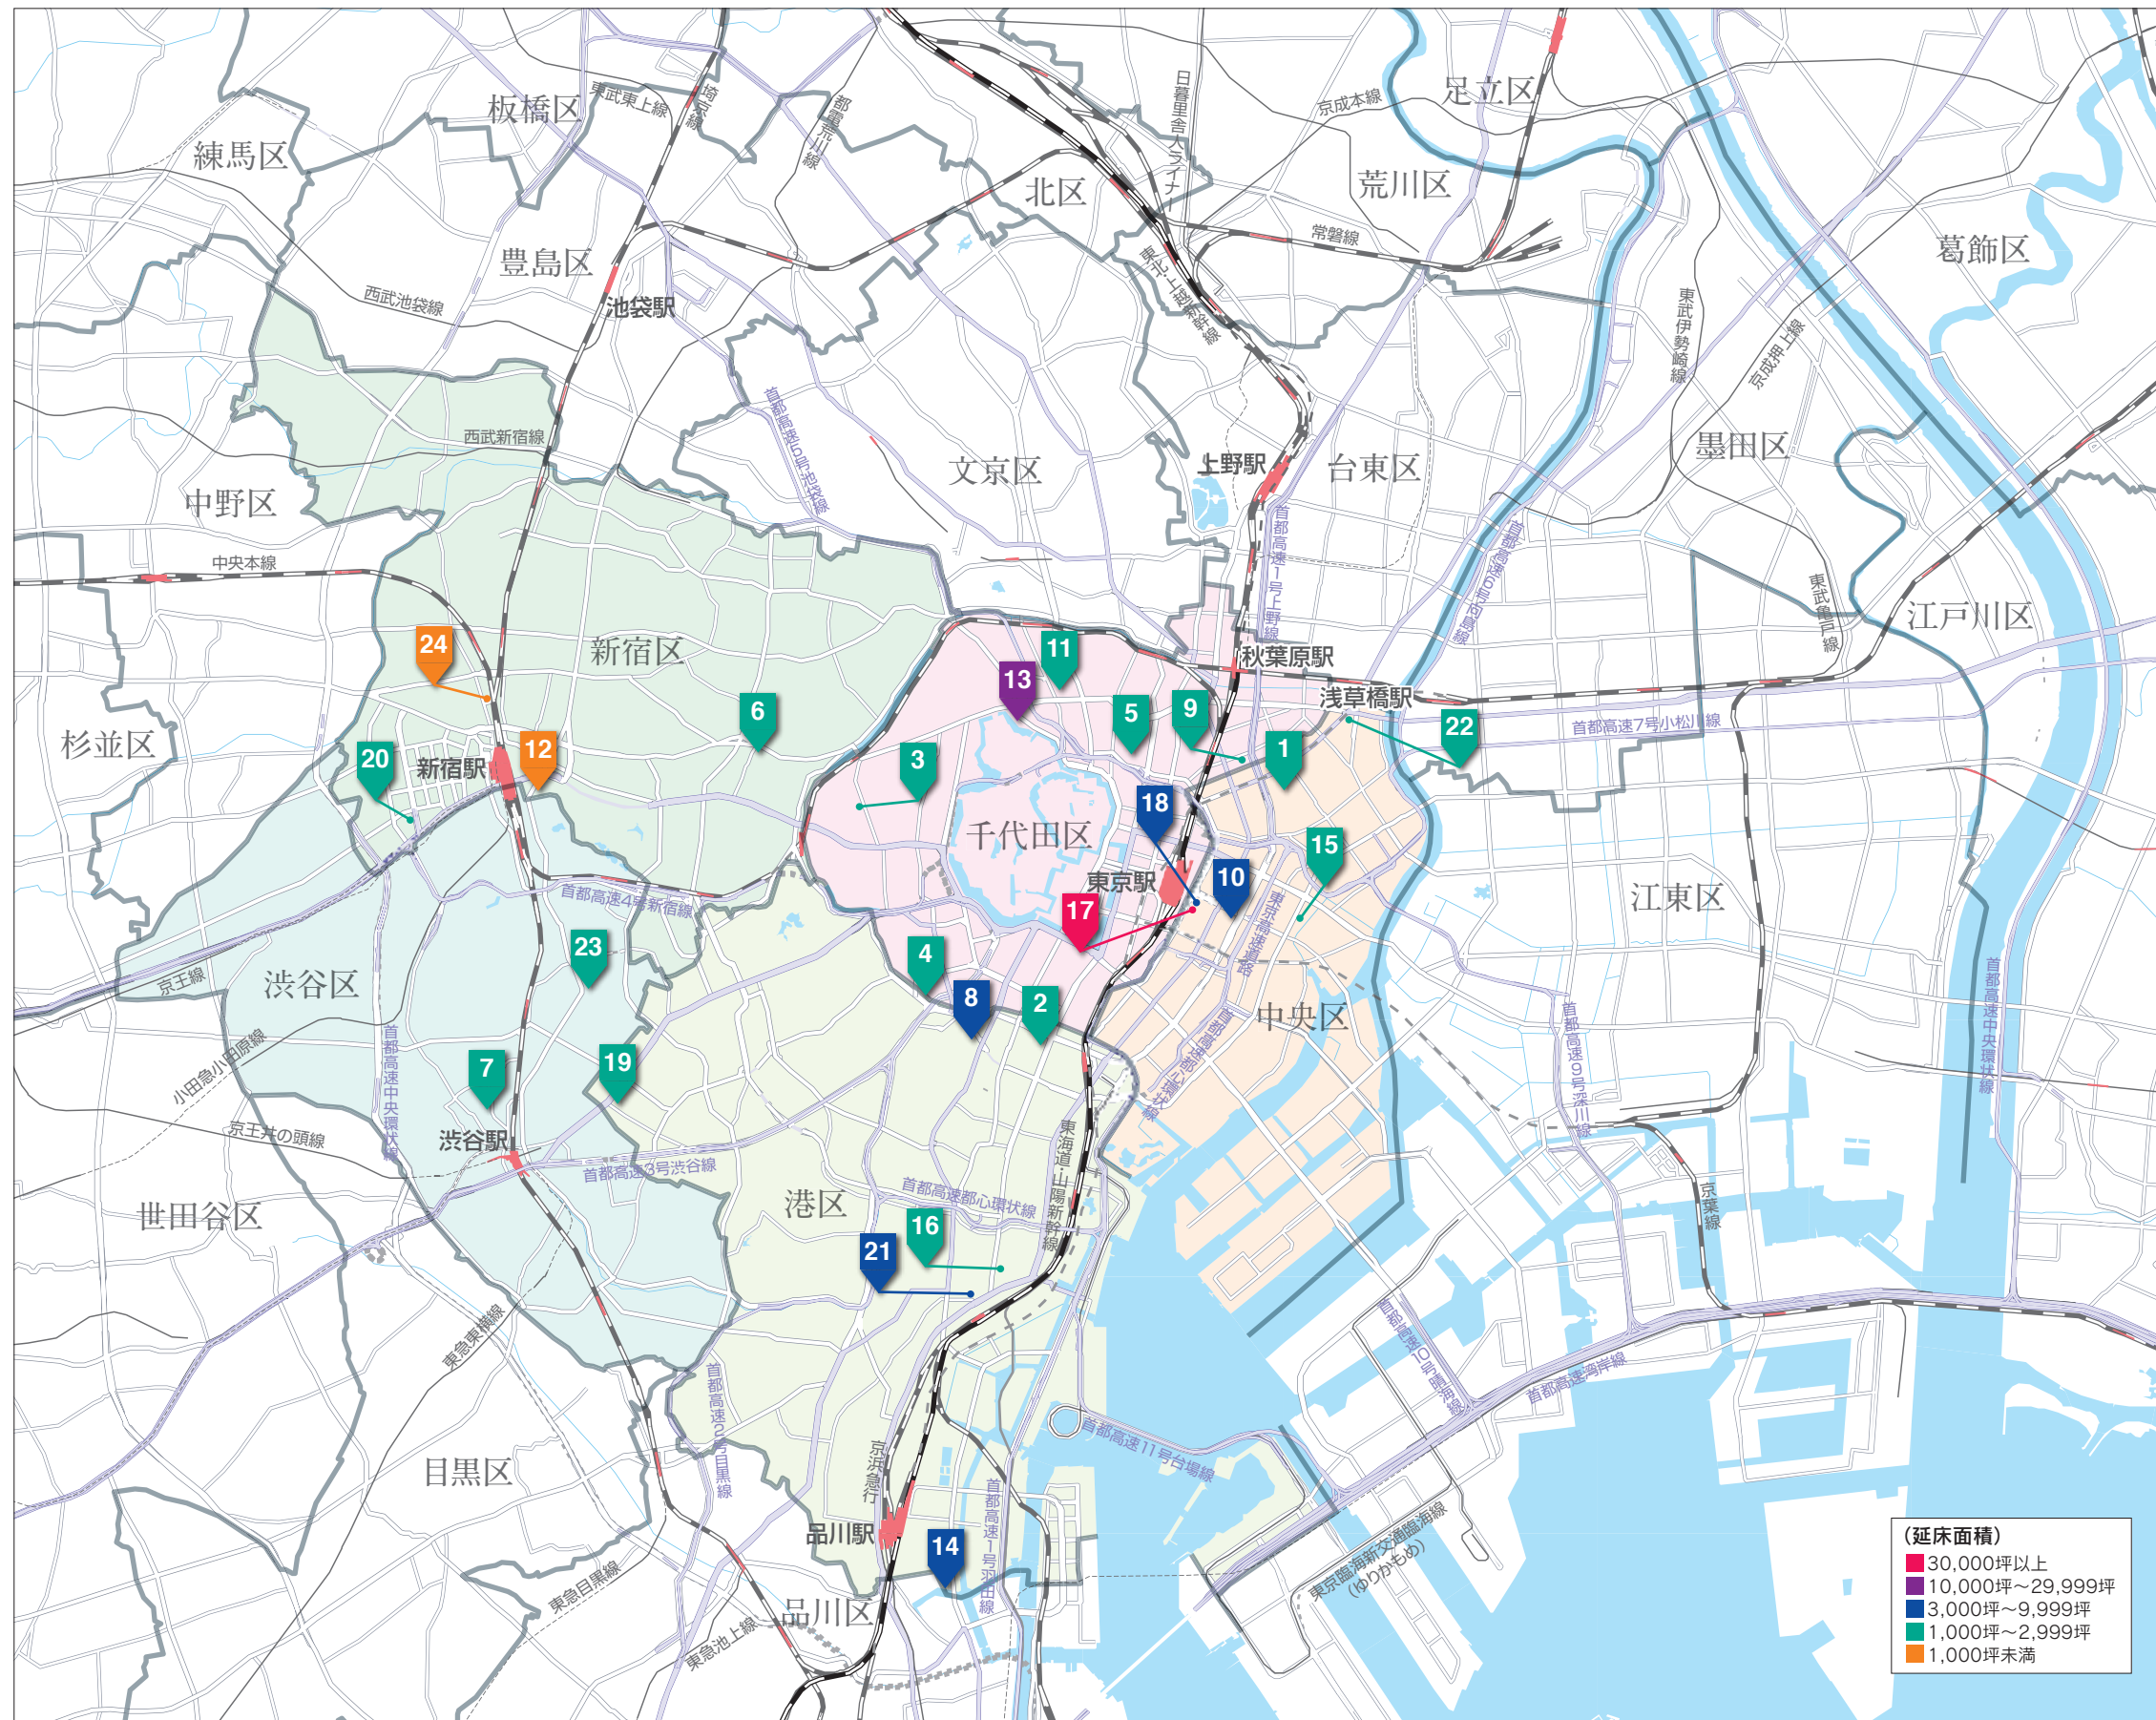 足立区
板橋区
東武東上線
埼京線
都電荒川線
日暮里舎人ライナー
京成本線
練馬区
北区
荒川区
常磐線
東北・上越新幹線
豊島区
池袋駅
西武池袋線
葛飾区
東武伊勢崎線
京成押上線
首都高速5号池袋線
西武新宿線
文京区
上野駅
台東区
墨田区
中野区
首都高速1号上野線
首都高速6号向島線
中央本線
東武亀戸線
江戸川区
24
新宿区
11
秋葉原駅
13
浅草橋駅
6
5
9
22
首都高速7号小松川線
杉並区
20
新宿駅
12
3
1
18
千代田区
15
東京駅
10
江東区
首都高速4号新宿線
17
東京高速道路
23
4
京王線
渋谷区
8
2
中央区
首都高速都心環状線
首都高速9号深川線
首都高速中央環状線
小田急小田原線
首都高速中央環状線
7
19
京王井の頭線
渋谷駅
首都高速3号渋谷線
東海道・山陽新幹線
世田谷区
港区
首都高速都心環状線
京葉線
16
21
東急東横線
首都高速10号晴海線
首都高速湾岸線
首都高速2号目黒線
目黒区
京浜急行
首都高速11号台場線
首都高速1号羽田線
品川駅
14
東京臨海新交通臨海線
(ゆりかもめ)
東急目黒線
品川区
東急池上線
(延床面積)
30,000坪以上
10,000坪～29,999坪
3,000坪～9,999坪
1,000坪～2,999坪
1,000坪未満